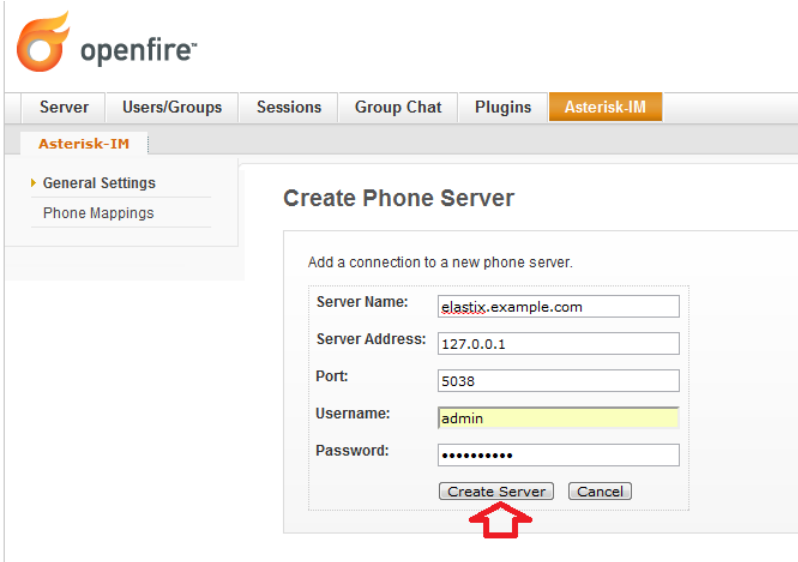 openfire™
Server Users/Groups Sessions Group Chat Plugins Asterisk-IM
Asterisk-IM
General Settings
Phone Mappings
Create Phone Server
Add a connection to a new phone server.
Server Name: elastix.example.com
Server Address: 127.0.0.1
Port: 5038
Username: admin
Password: ••••••••••
Create Server Cancel